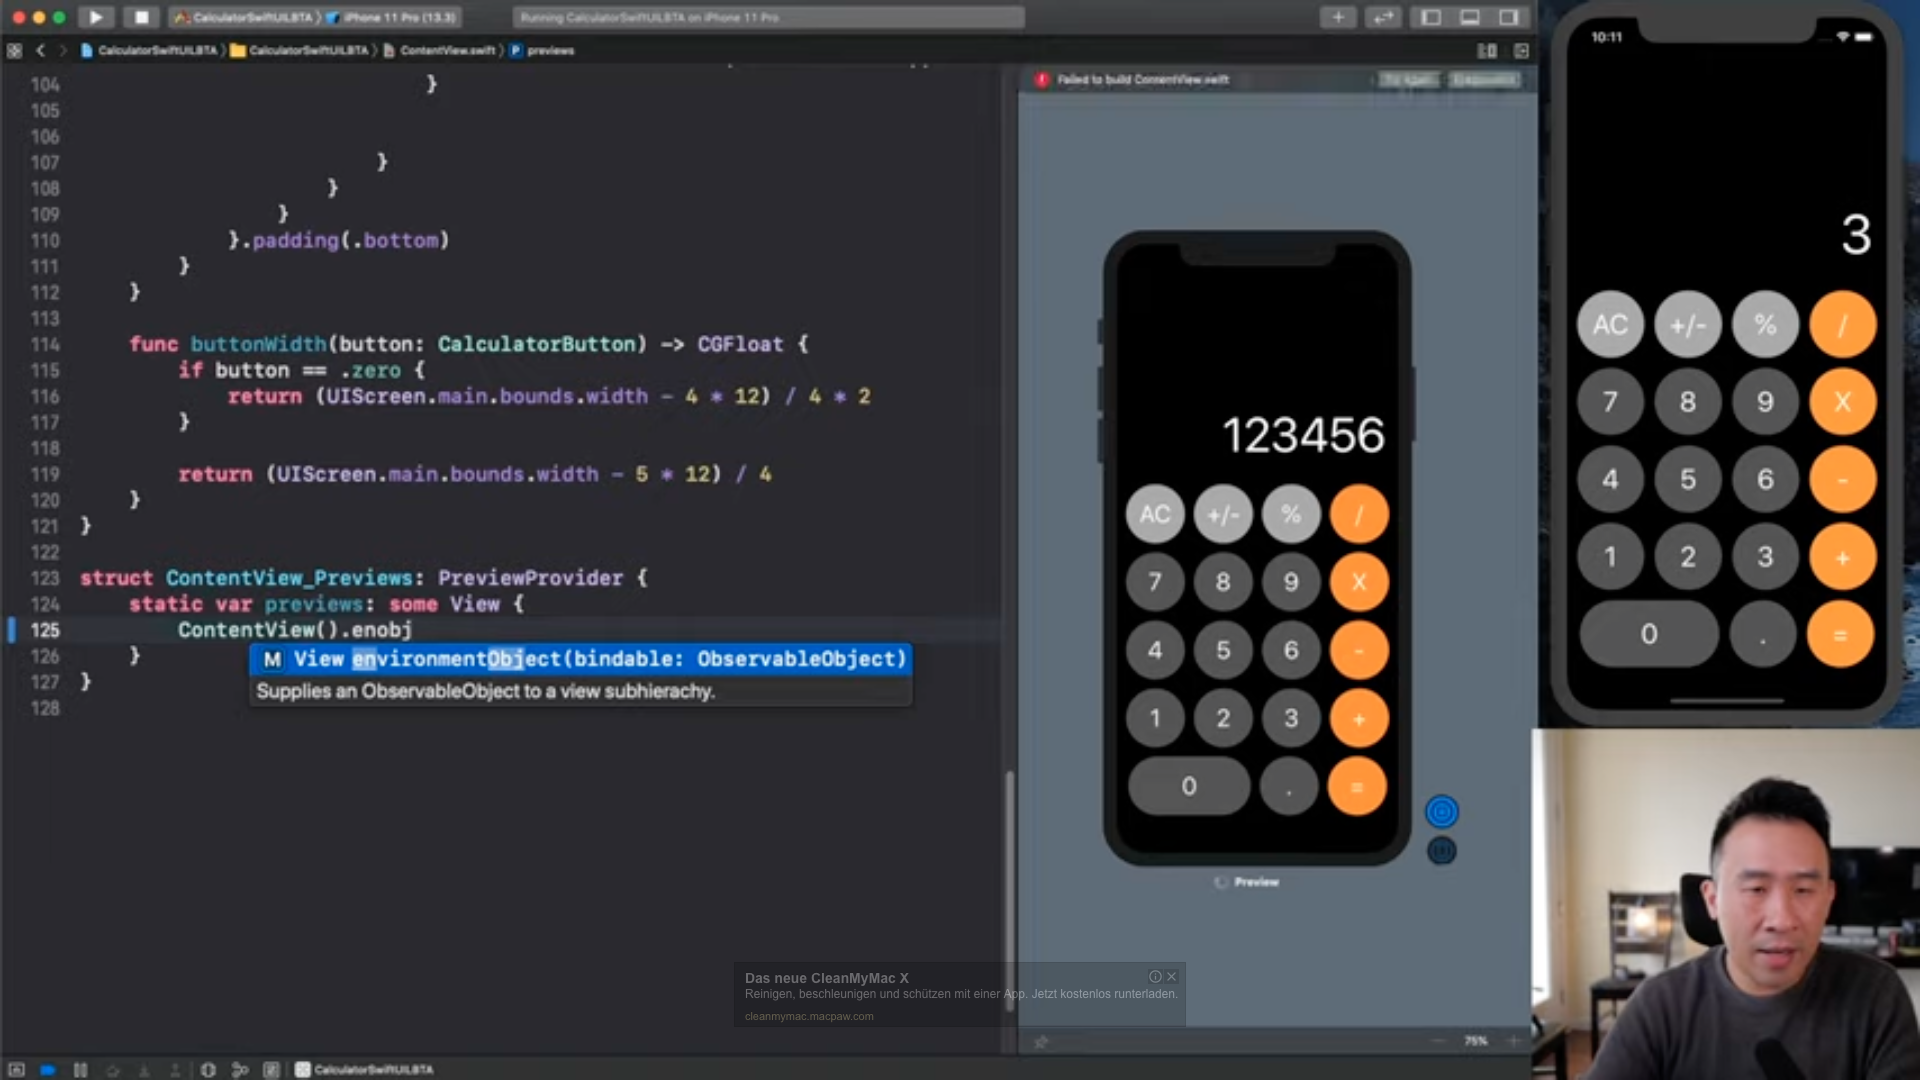 CalculatorSwiftUILBTA
iPhone 11 Pro (13.3)
Running CalculatorSwiftUILBTA on iPhone 11 Pro
CalculatorSwiftUILBTA
CalculatorSwiftUILBTA
ContentView.swift
P
previews
104 }
105
106
107 }
108 }
109 }
110 }.padding(.bottom)
111 }
112 }
113
114 func buttonWidth(button: CalculatorButton) -> CGFloat {
115 if button == .zero {
116 return (UIScreen.main.bounds.width - 4 * 12) / 4 * 2
117 }
118
119 return (UIScreen.main.bounds.width - 5 * 12) / 4
120 }
121 }
122
123 struct ContentView_Previews: PreviewProvider {
124 static var previews: some View {
125 ContentView().enobj
M View environmentObject(bindable: ObservableObject)
Supplies an ObservableObject to a view subhierachy.
126 }
127 }
128
Failed to build ContentView.swift
123456
AC +/- % /
7 8 9 X
4 5 6 -
1 2 3 +
0 . =
Preview
75%
10:11
3
AC +/- % /
7 8 9 X
4 5 6 -
1 2 3 +
0 . =
Das neue CleanMyMac X
Reinigen, beschleunigen und schützen mit einer App. Jetzt kostenlos runterladen.
cleanmymac.macpaw.com
CalculatorSwiftUILBTA